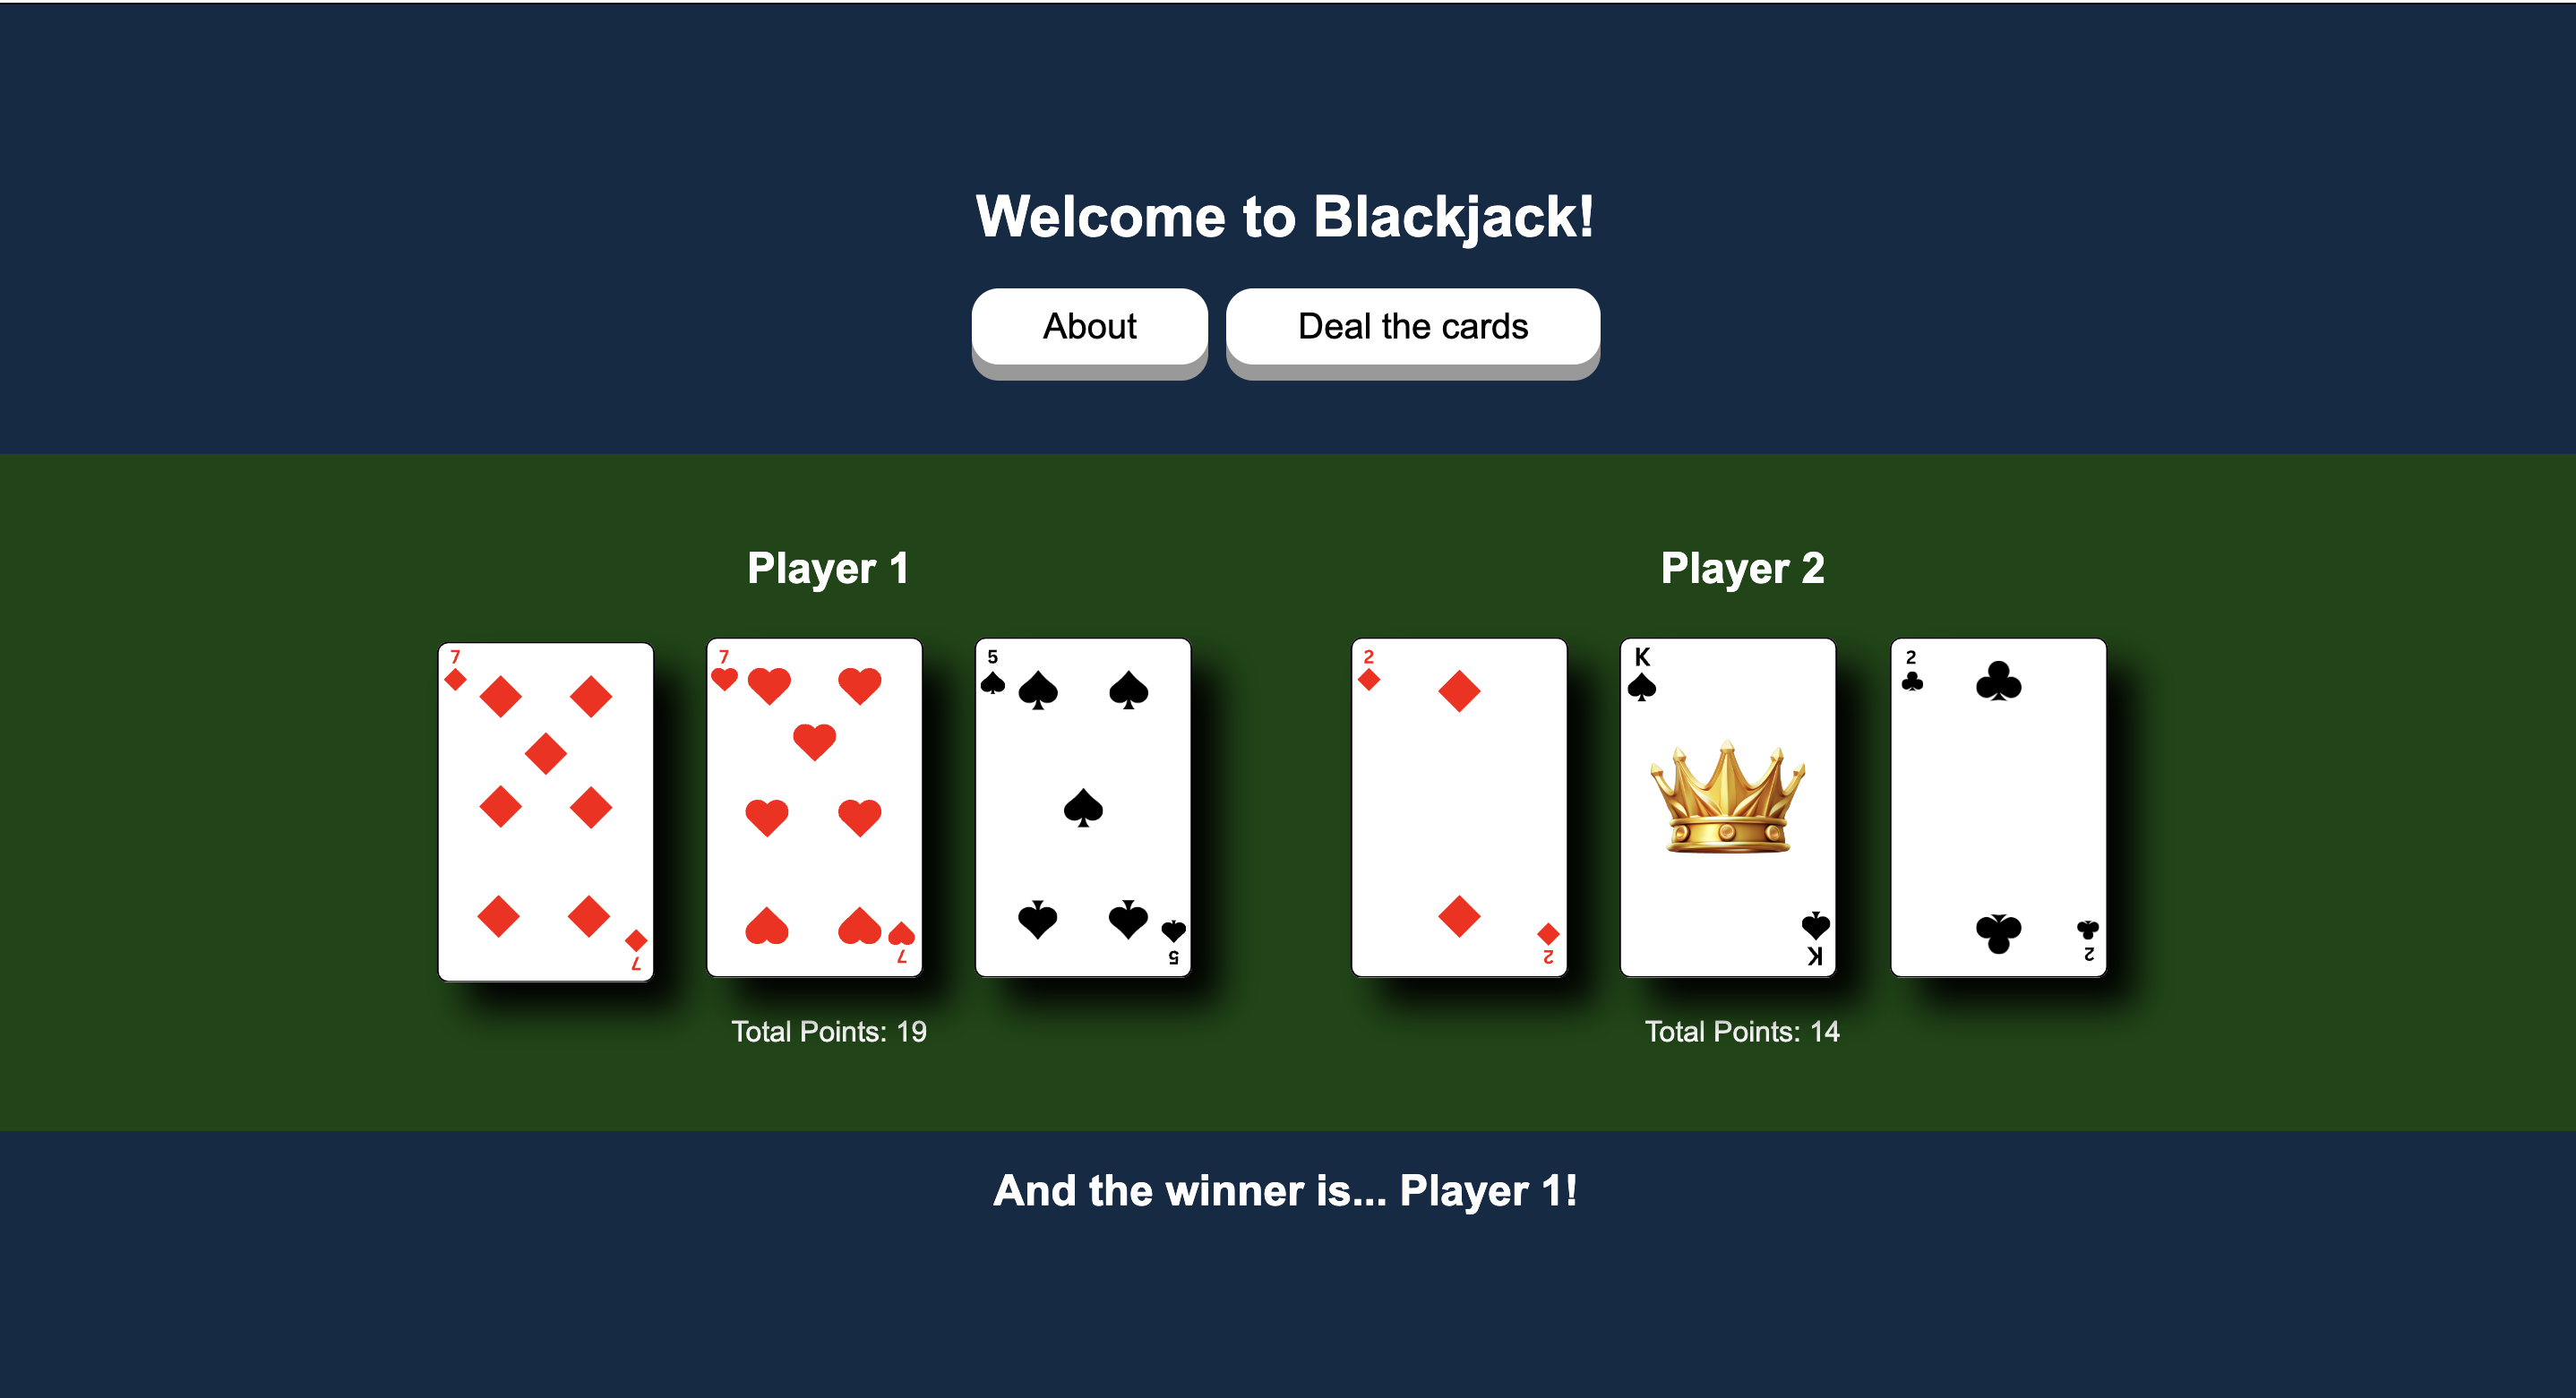 Welcome to Blackjack!
About
Deal the cards
Player 1
Player 2
7
7
5
2
K
2
7
7
5
2
K
2
Total Points: 19
Total Points: 14
And the winner is... Player 1!